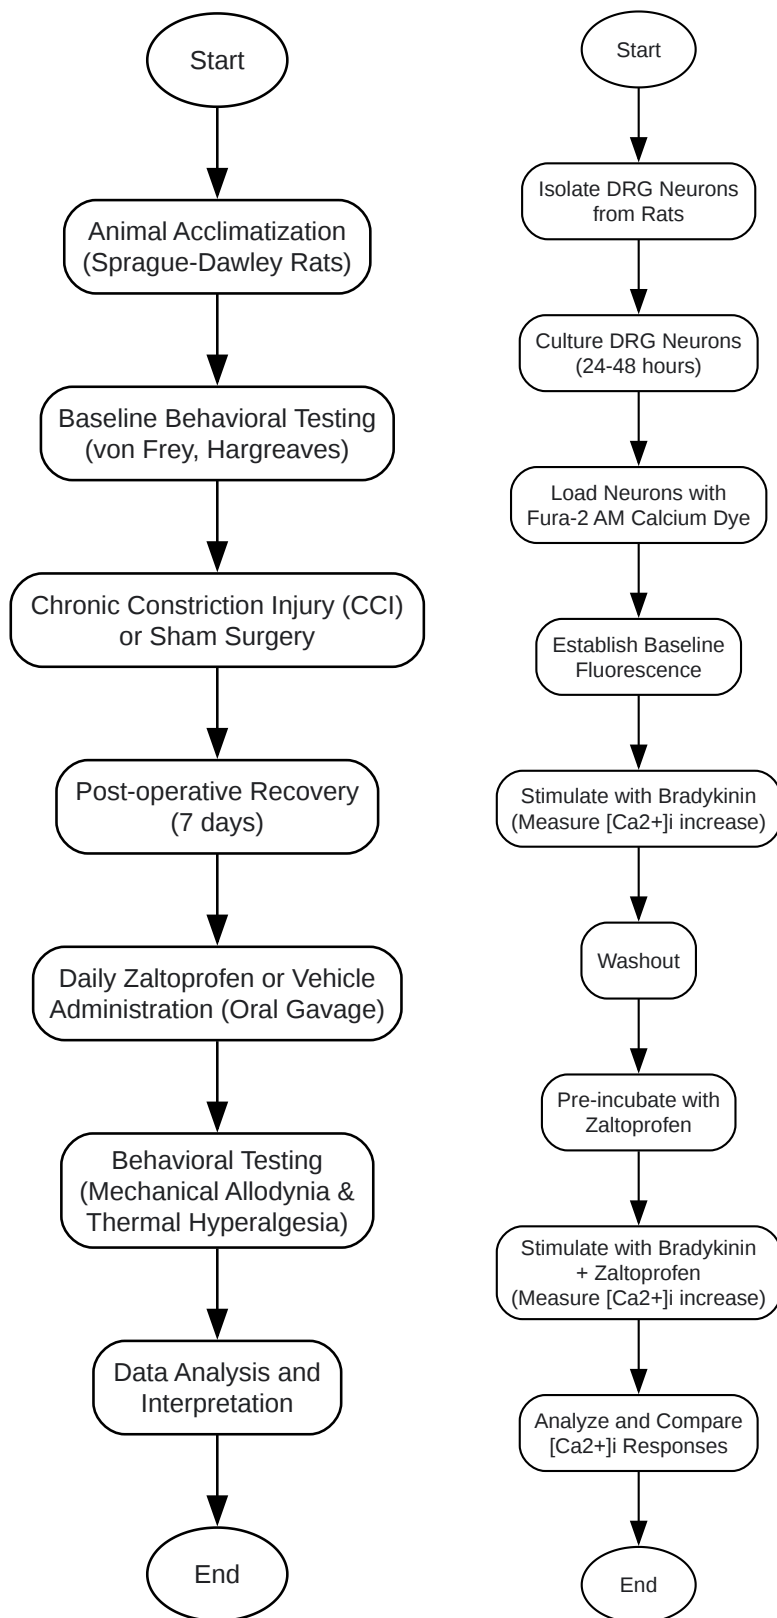 Start
Animal Acclimatization
(Sprague-Dawley Rats)
Baseline Behavioral Testing
(von Frey, Hargreaves)
Chronic Constriction Injury (CCI)
or Sham Surgery
Post-operative Recovery
(7 days)
Daily Zaltoprofen or Vehicle
Administration (Oral Gavage)
Behavioral Testing
(Mechanical Allodynia &
Thermal Hyperalgesia)
Data Analysis and
Interpretation
End
Start
Isolate DRG Neurons
from Rats
Culture DRG Neurons
(24-48 hours)
Load Neurons with
Fura-2 AM Calcium Dye
Establish Baseline
Fluorescence
Stimulate with Bradykinin
(Measure [Ca2+]i increase)
Washout
Pre-incubate with
Zaltoprofen
Stimulate with Bradykinin
+ Zaltoprofen
(Measure [Ca2+]i increase)
Analyze and Compare
[Ca2+]i Responses
End